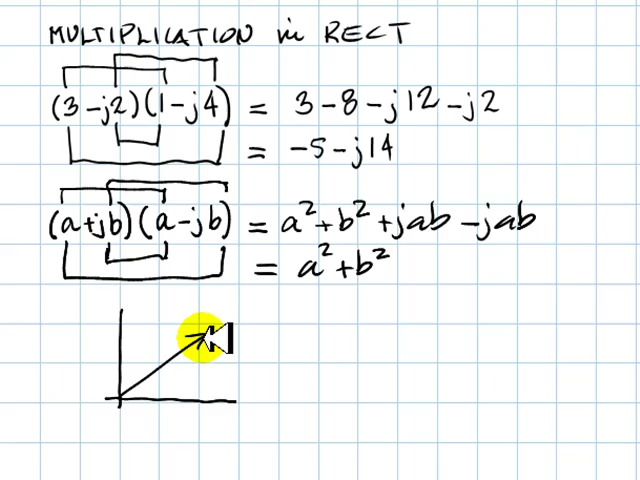 MULTIPLICATION in RECT
(3-j2)(1-j4) = 3-8-j12-j2
= -5-j14
(a+jb)(a-jb) = a²+b²+jab-jab
= a²+b²